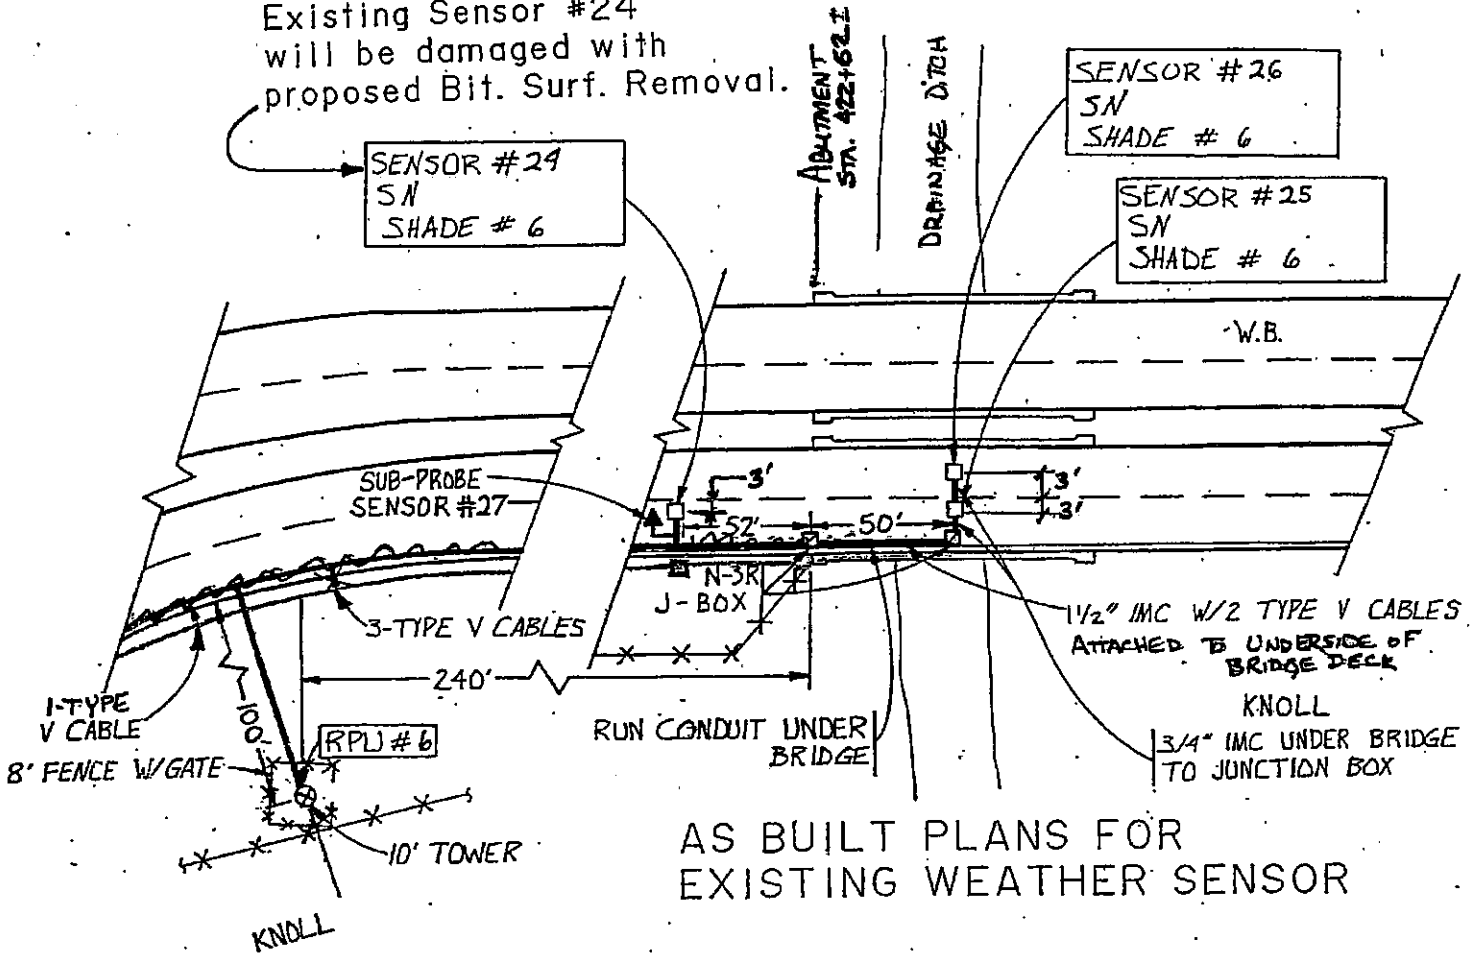 Existing Sensor #24
will be damaged with
proposed Bit. Surf. Removal.
SENSOR #24
SN
SHADE # 6
ABUTMENT
STA. 422+62±
DRAINAGE DITCH
SENSOR #26
SN
SHADE # 6
SENSOR #25
SN
SHADE # 6
W.B.
SUB-PROBE
SENSOR #27
3'
52'
50'
3'
3'
N-3R
J-BOX
3-TYPE V CABLES
1-TYPE
V CABLE
240'
100'
RPU #6
8' FENCE W/GATE
10' TOWER
KNOLL
RUN CONDUIT UNDER
BRIDGE
1 1/2" IMC W/2 TYPE V CABLES
ATTACHED TO UNDERSIDE OF
BRIDGE DECK
KNOLL
3/4" IMC UNDER BRIDGE
TO JUNCTION BOX
AS BUILT PLANS FOR
EXISTING WEATHER SENSOR